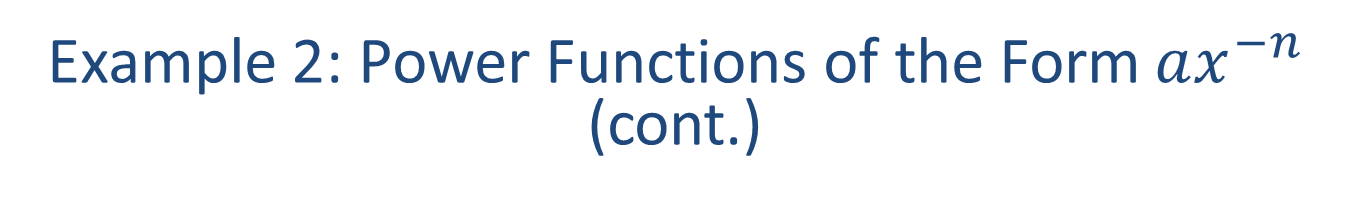 Example 2: Power Functions of the Form $ax^{-n}$
(cont.)